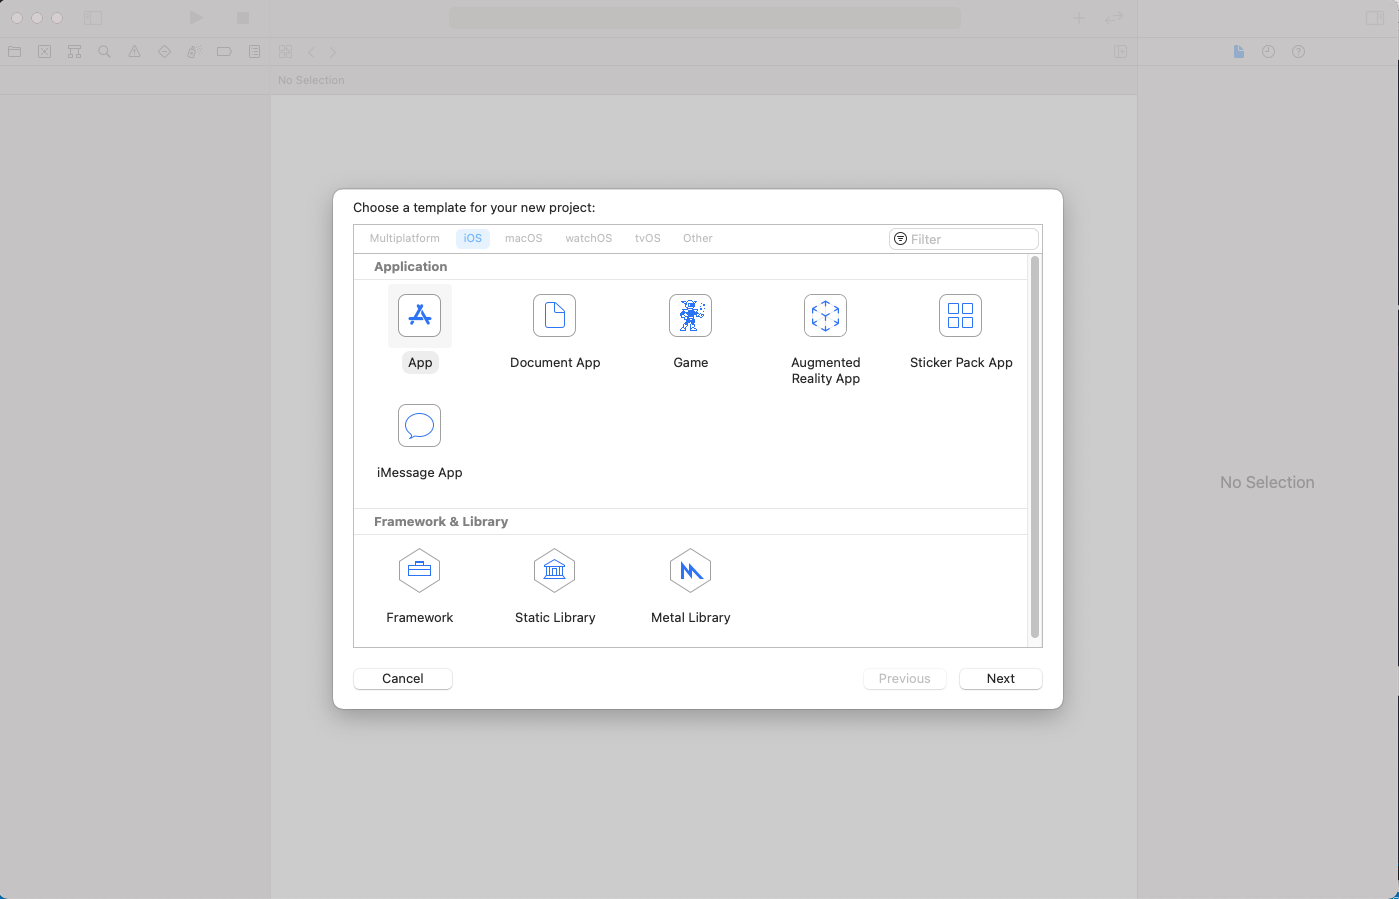 No Selection
Choose a template for your new project:
Multiplatform iOS macOS watchOS tvOS Other Filter
Application
App Document App Game Augmented Reality App Sticker Pack App
iMessage App
No Selection
Framework & Library
Framework Static Library Metal Library
Cancel Previous Next